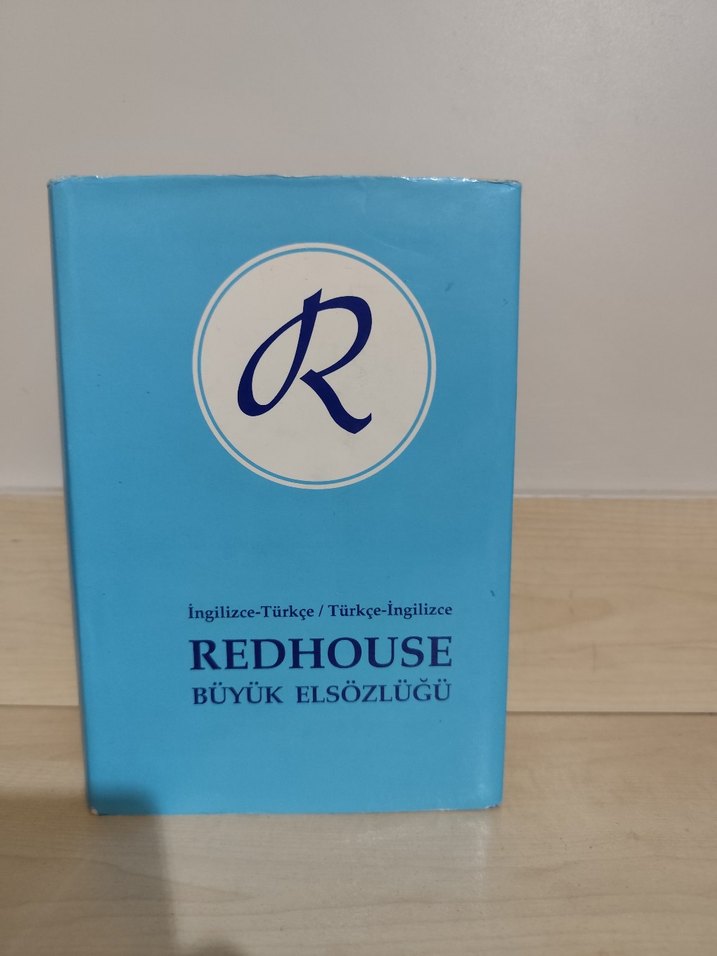 R
İngilizce-Türkçe / Türkçe-İngilizce
REDHOUSE
BÜYÜK ELSÖZLÜĞÜ